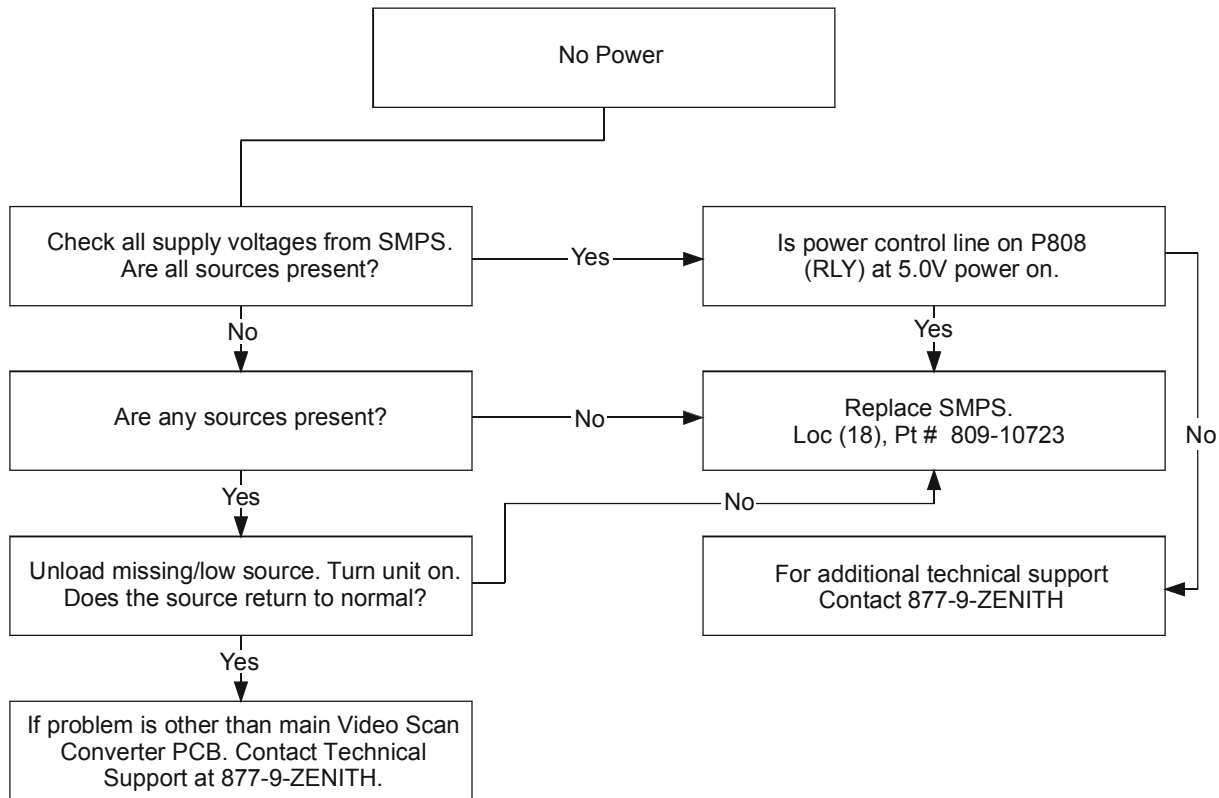 No Power
Check all supply voltages from SMPS.
Are all sources present?
Yes
Is power control line on P808
(RLY) at 5.0V power on.
No
Yes
Are any sources present?
No
Replace SMPS.
Loc (18), Pt # 809-10723
No
Yes
No
Unload missing/low source. Turn unit on.
Does the source return to normal?
For additional technical support
Contact 877-9-ZENITH
Yes
If problem is other than main Video Scan
Converter PCB. Contact Technical
Support at 877-9-ZENITH.